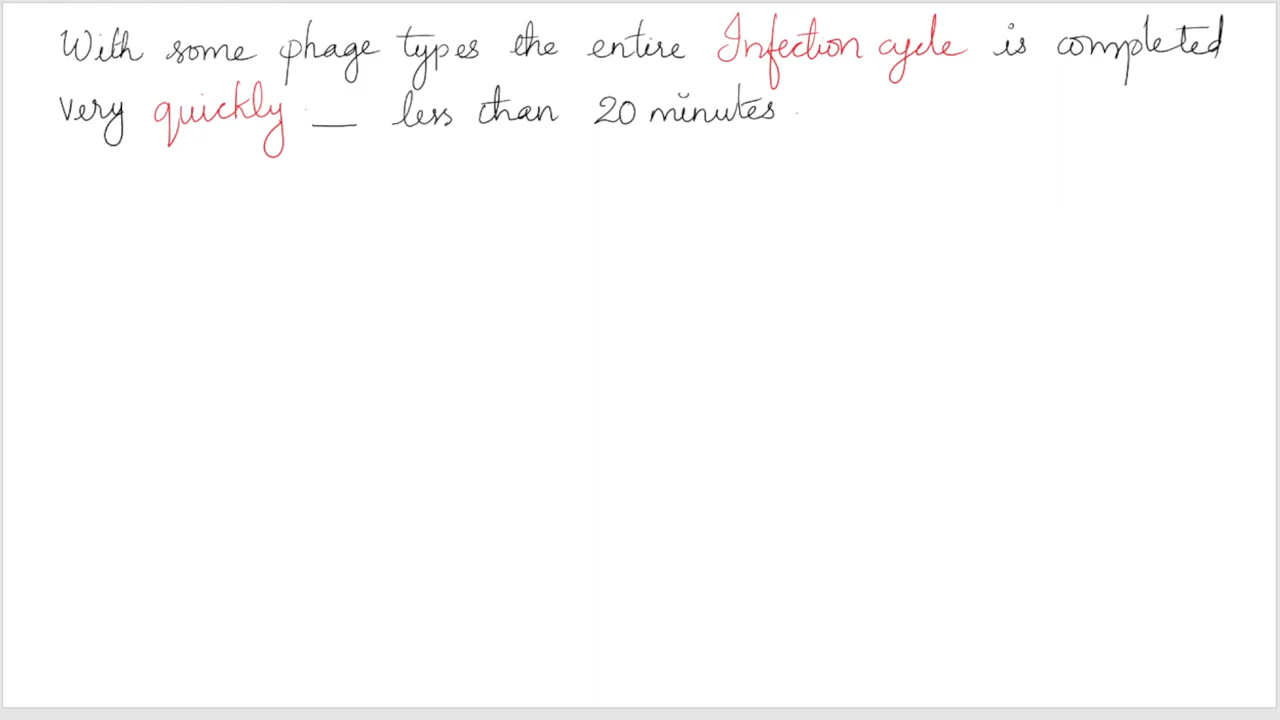 With some phage types the entire Infection cycle is completed
very quickly — less than 20 minutes.